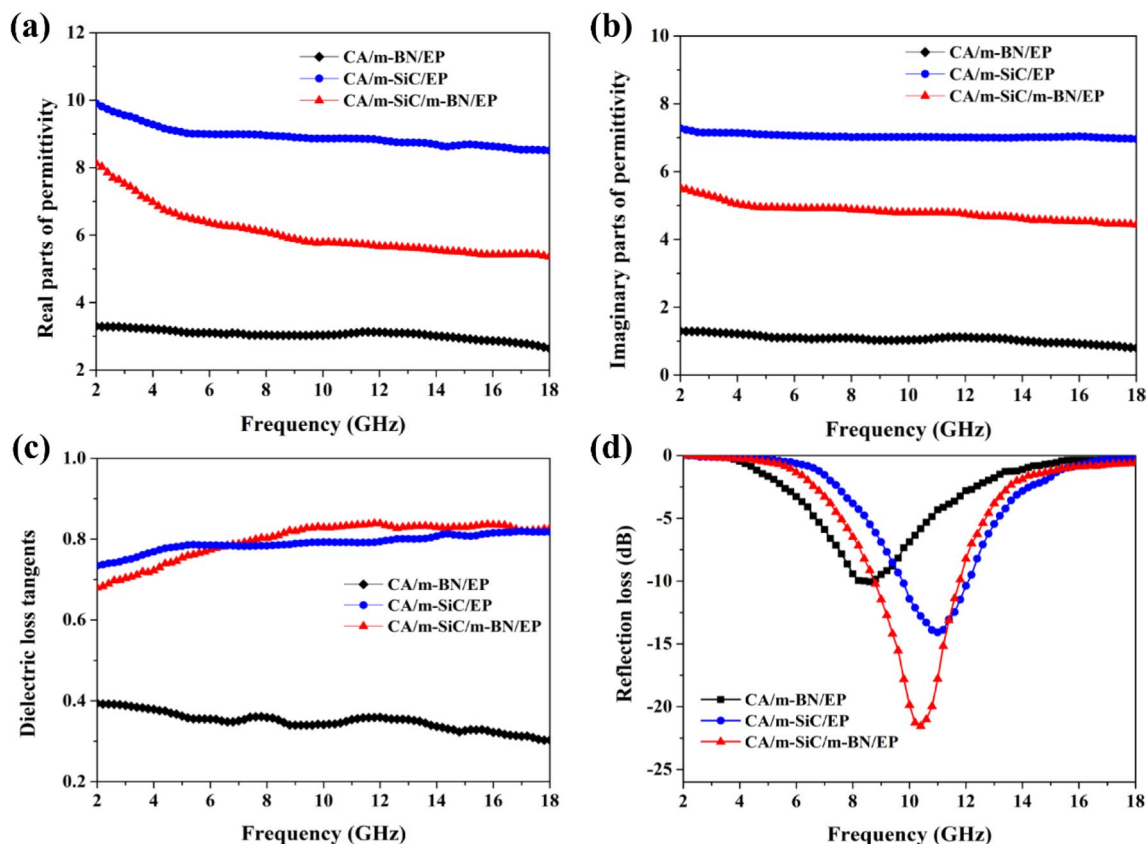 (a)
12
10
8
6
4
2
Real parts of permittivity
CA/m-BN/EP
CA/m-SiC/EP
CA/m-SiC/m-BN/EP
2 4 6 8 10 12 14 16 18
Frequency (GHz)
(b)
10
8
6
4
2
0
Imaginary parts of permittivity
CA/m-BN/EP
CA/m-SiC/EP
CA/m-SiC/m-BN/EP
2 4 6 8 10 12 14 16 18
Frequency (GHz)
(c)
1.0
0.8
0.6
0.4
0.2
Dielectric loss tangents
CA/m-BN/EP
CA/m-SiC/EP
CA/m-SiC/m-BN/EP
2 4 6 8 10 12 14 16 18
Frequency (GHz)
(d)
0
-5
-10
-15
-20
-25
Reflection loss (dB)
CA/m-BN/EP
CA/m-SiC/EP
CA/m-SiC/m-BN/EP
2 4 6 8 10 12 14 16 18
Frequency (GHz)